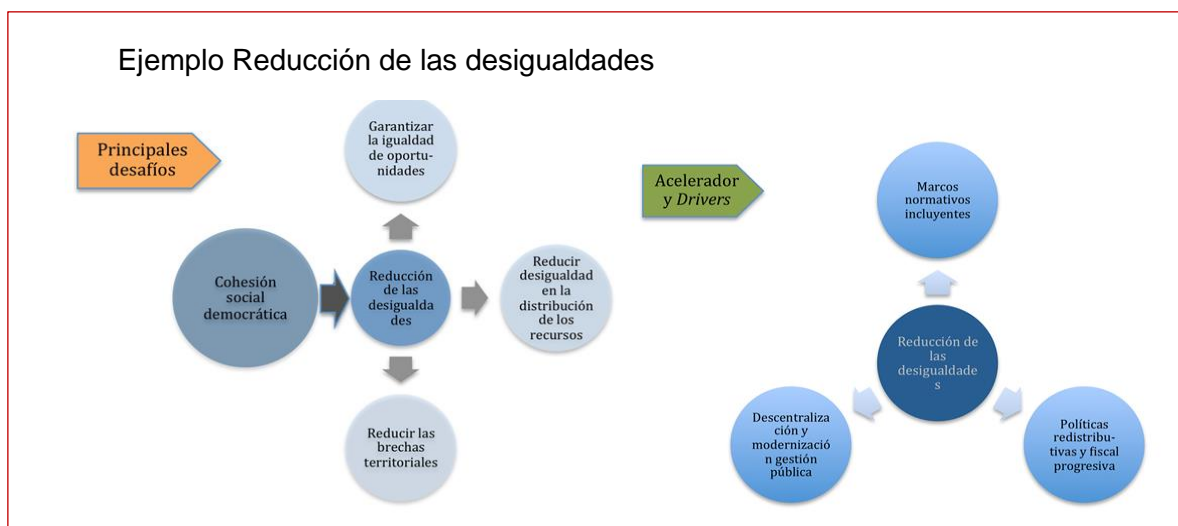 Ejemplo Reducción de las desigualdades
Principales
desafíos
Garantizar
la igualdad
de oportu-
nidades
Cohesión
social
democrática
Reducción
de las
desigualda
des
Reducir
desigualdad
en la
distribución
de los
recursos
Reducir las
brechas
territoriales
Acelerador
y Drivers
Marcos
normativos
incluyentes
Reducción de
las
desigualdade
s
Descentraliza
ción y
modernizació
n gestión
pública
Políticas
redistribu-
tivas y fiscal
progresiva